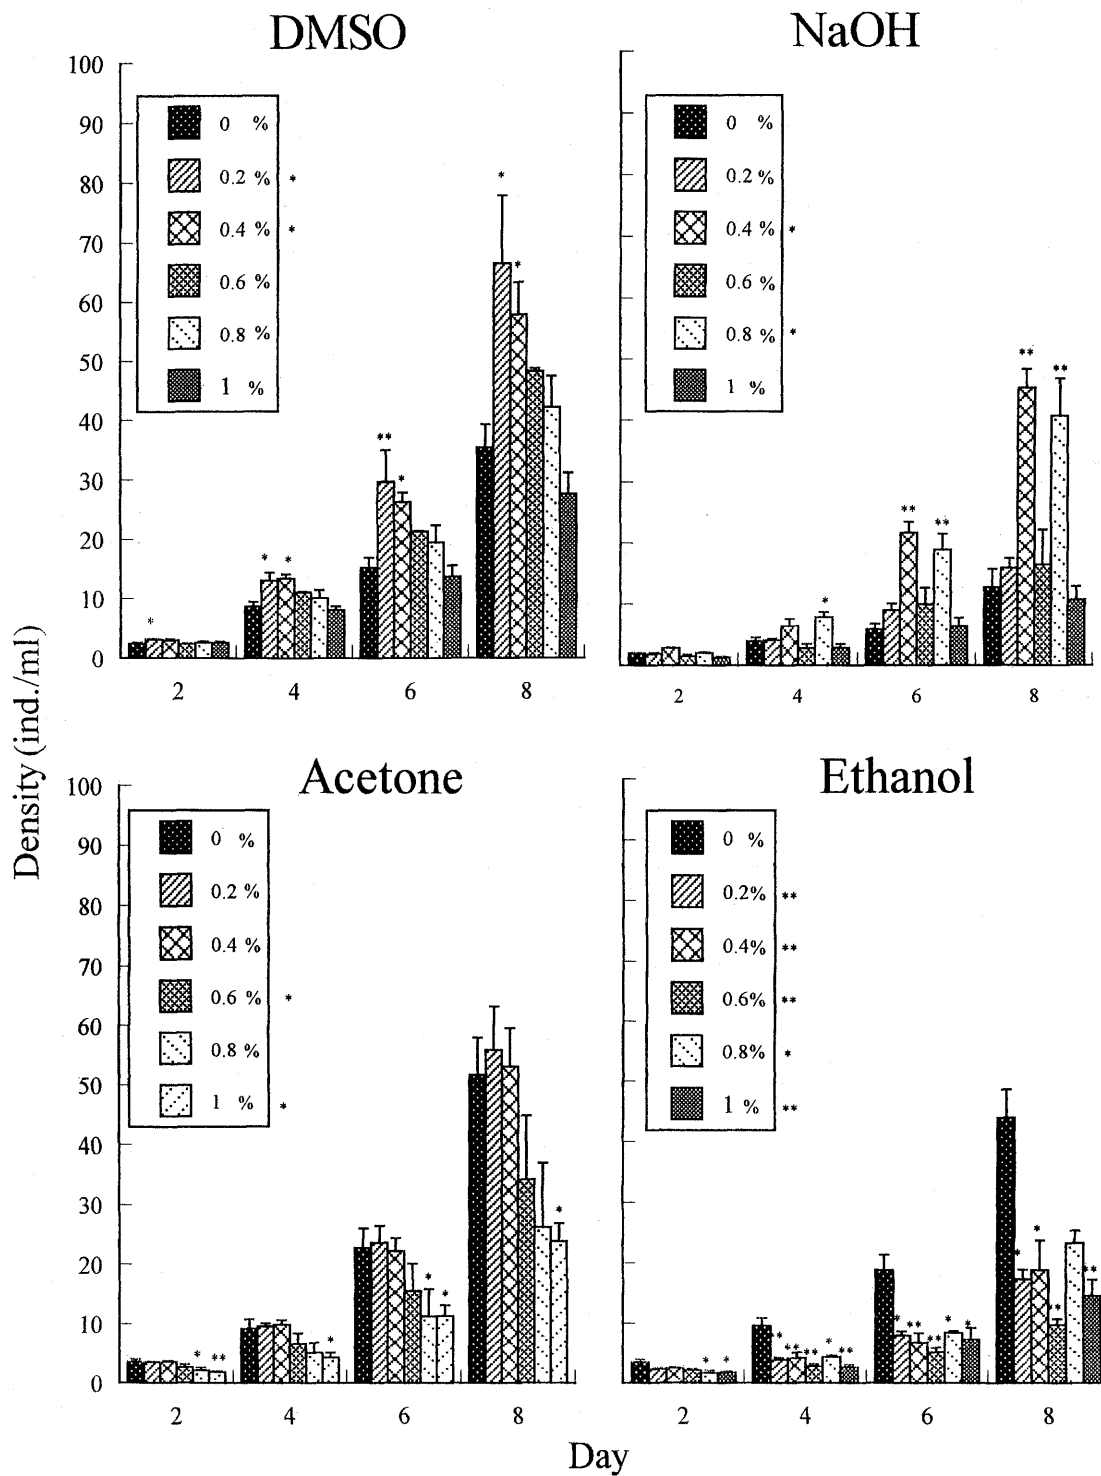 DMSO
100
90
80
70
60
50
40
30
20
10
0
0 %
0.2 % *
0.4 % *
0.6 %
0.8 %
1 %
*
* *
** *
* *
2 4 6 8
NaOH
0 %
0.2 %
0.4 % *
0.6 %
0.8 % *
1 %
*
** **
** **
2 4 6 8
Density (ind./ml)
Acetone
100
90
80
70
60
50
40
30
20
10
0
0 %
0.2 %
0.4 %
0.6 % *
0.8 %
1 % *
* **
*
* *
*
2 4 6 8
Ethanol
0 %
0.2% **
0.4% **
0.6% **
0.8% *
1 % **
* *
* ** ** * **
* ** ** * *
* * * **
2 4 6 8
Day